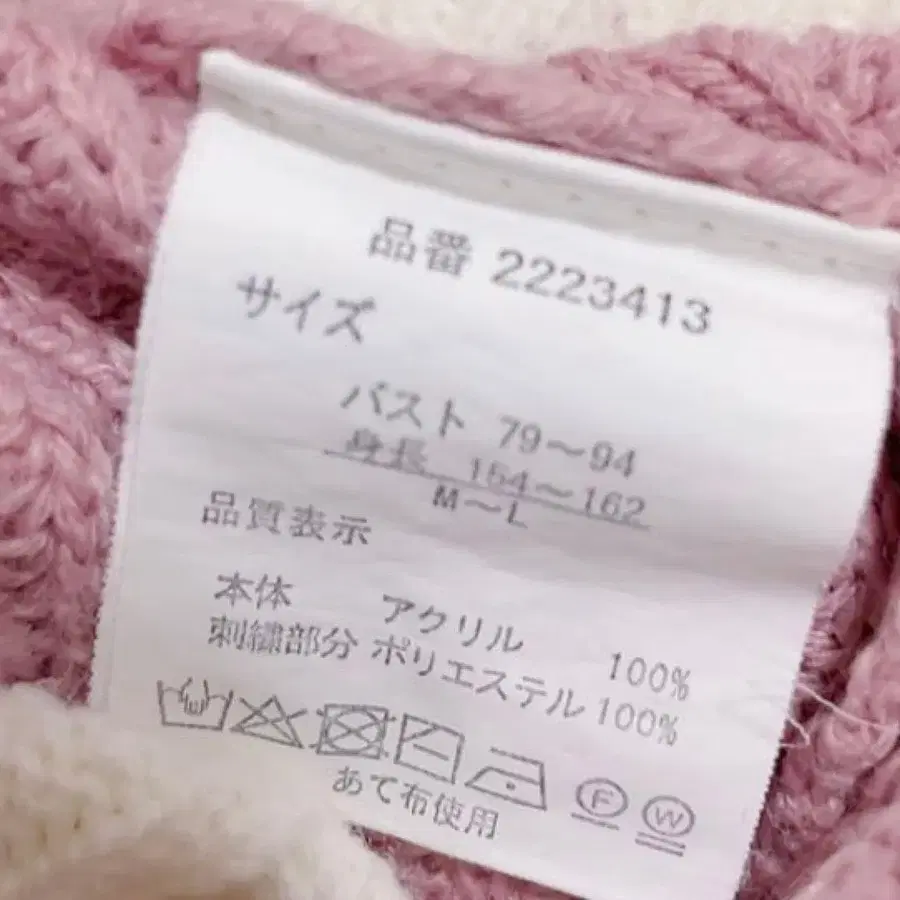 品番 2223413
サイズ
バスト 79～94
身長 154～162
M～L
品質表示
本体 アクリル 100%
刺繍部分 ポリエステル 100%
F W
あて布使用